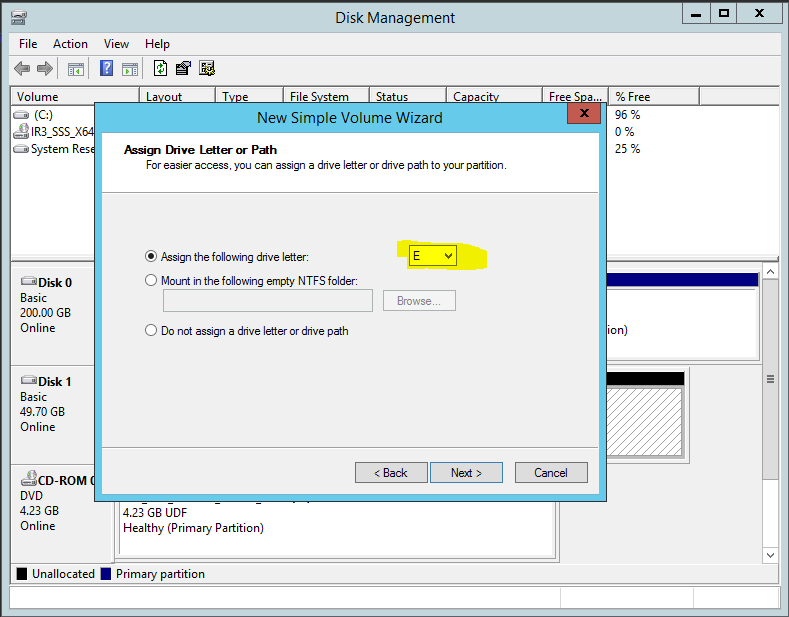 Disk Management
File Action View Help
Volume Layout Type File System Status Capacity Free Spa... % Free
(C:) 96 %
IR3_SSS_X64 0 %
System Rese 25 %
New Simple Volume Wizard
Assign Drive Letter or Path
For easier access, you can assign a drive letter or drive path to your partition.
Assign the following drive letter: E
Mount in the following empty NTFS folder:
Browse...
Do not assign a drive letter or drive path
< Back Next > Cancel
Disk 0
Basic
200.00 GB
Online
ion)
Disk 1
Basic
49.70 GB
Online
CD-ROM 0
DVD
4.23 GB
Online
4.23 GB UDF
Healthy (Primary Partition)
Unallocated Primary partition